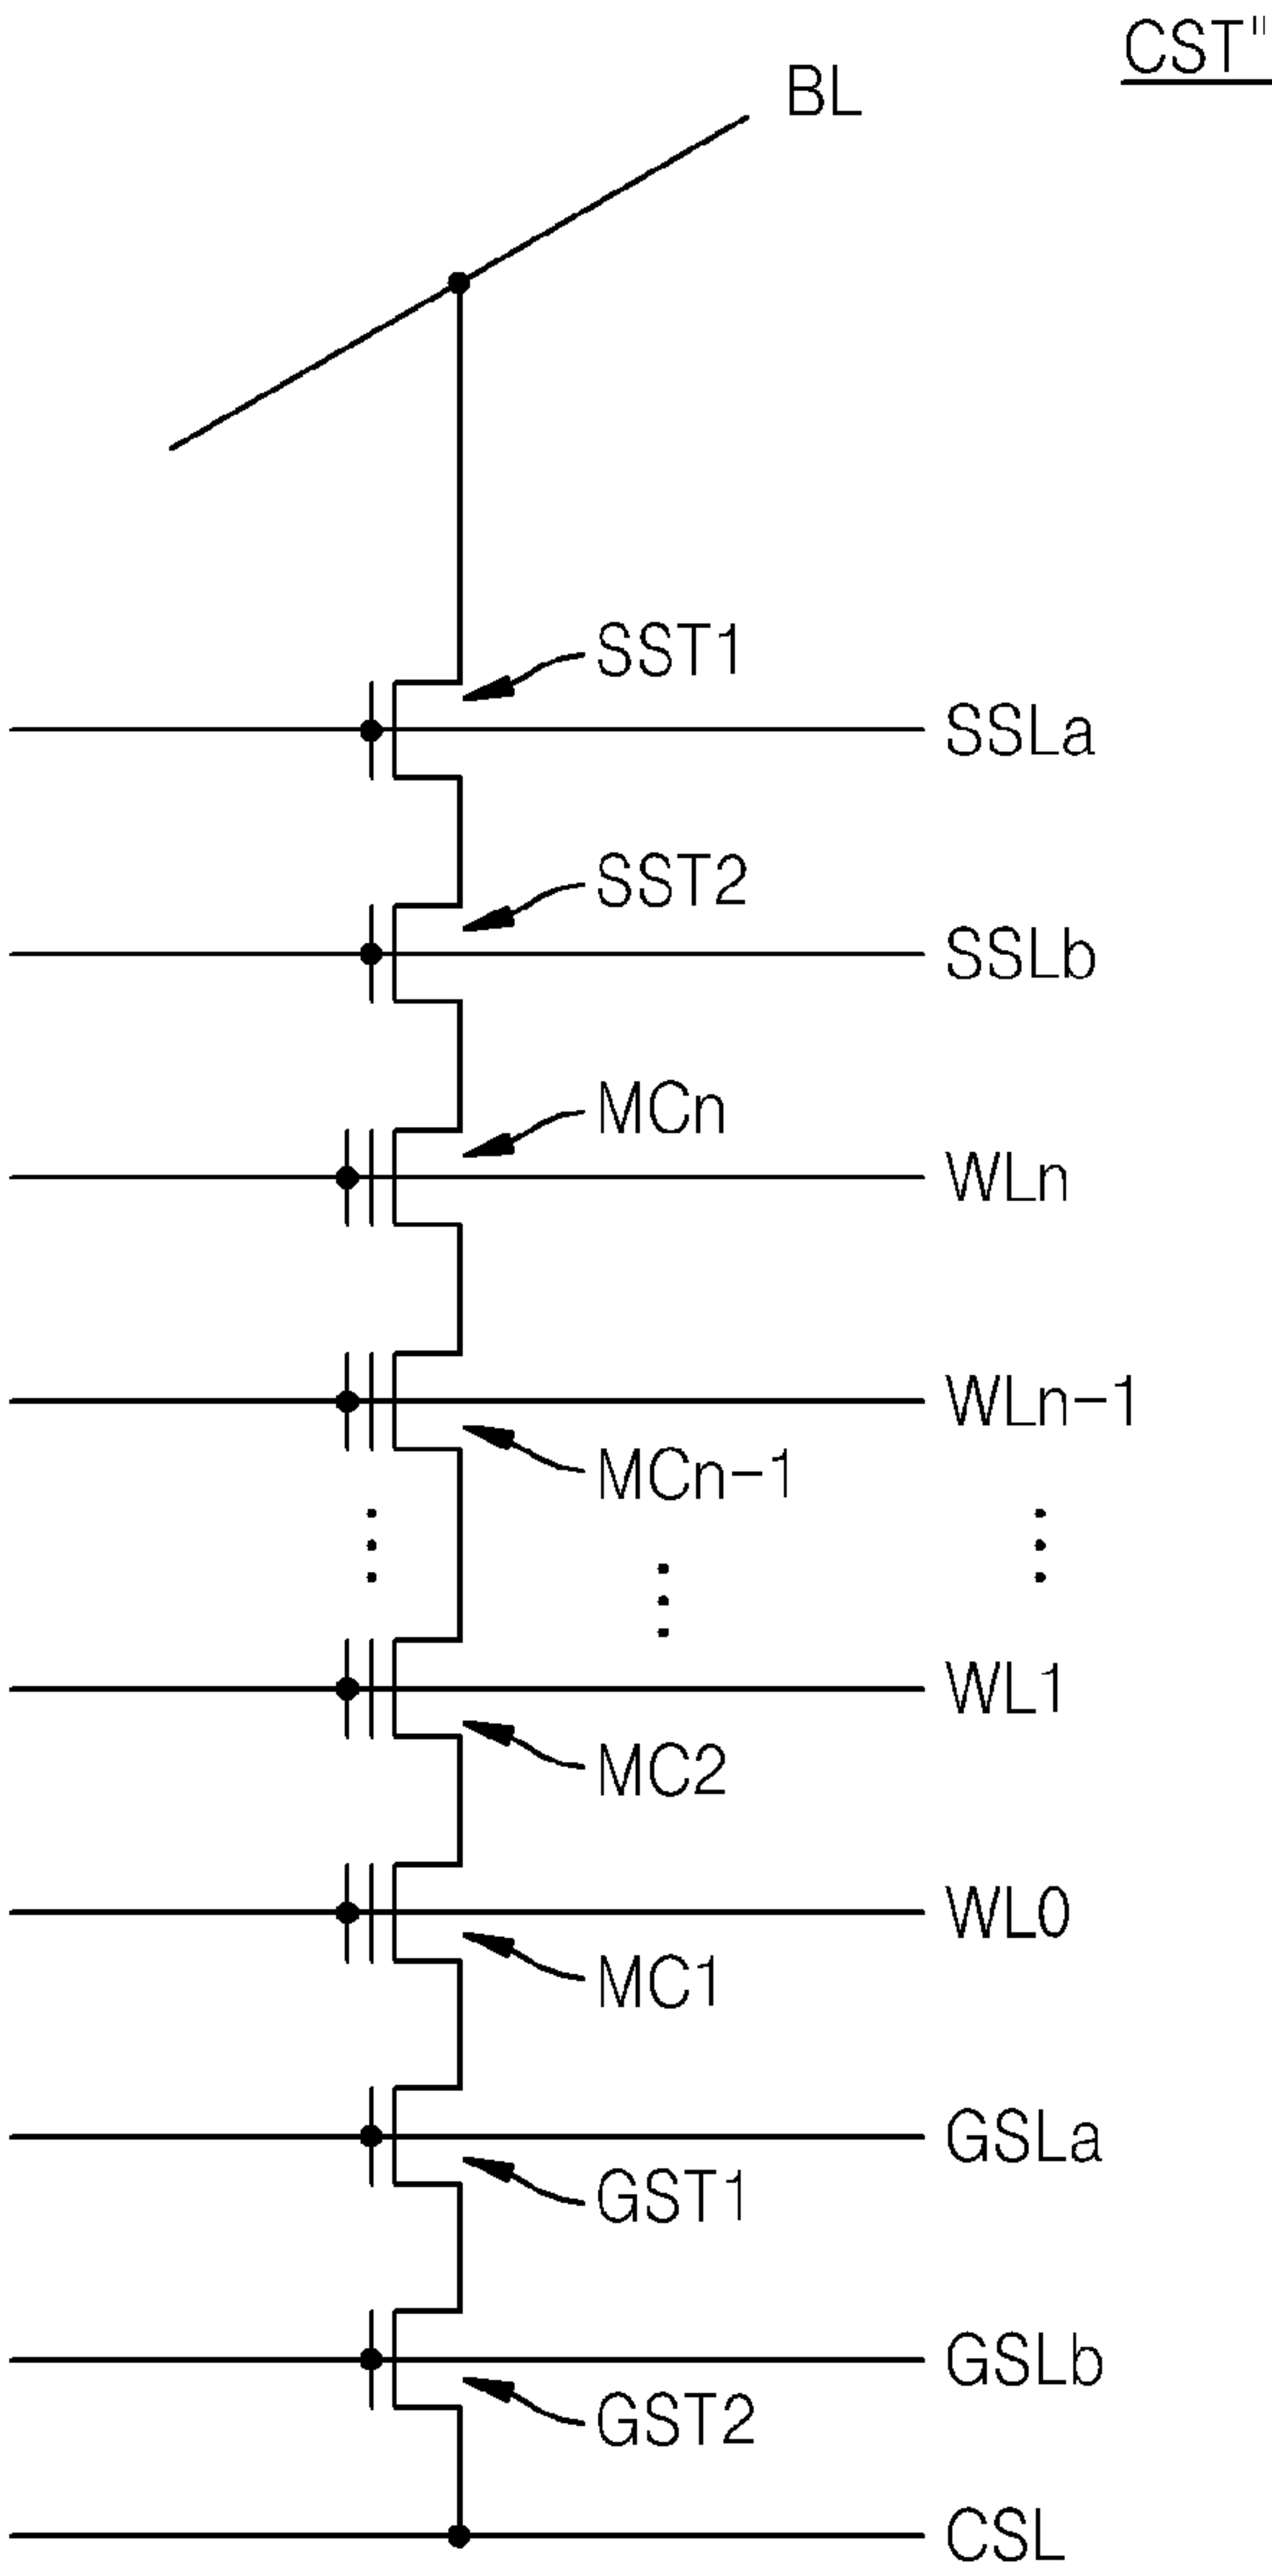 CST"
BL
SST1
SSLa
SST2
SSLb
MCn
WLn
WLn-1
MCn-1
WL1
MC2
WL0
MC1
GSLa
GST1
GSLb
GST2
CSL